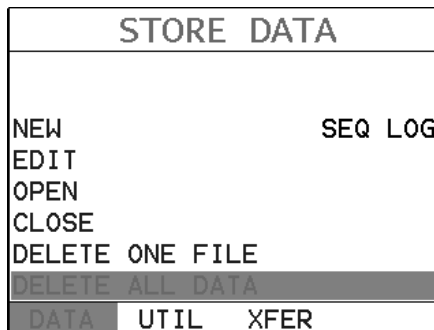 STORE DATA
NEW SEQ LOG
EDIT
OPEN
CLOSE
DELETE ONE FILE
DELETE ALL DATA
DATA UTIL XFER